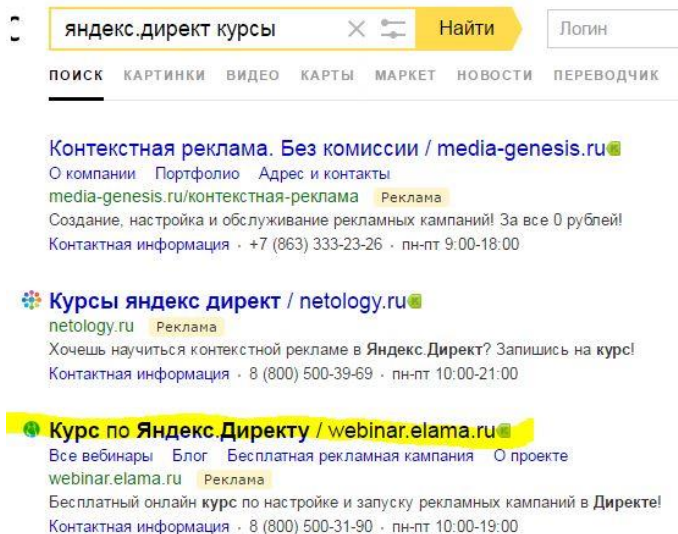 яндекс.директ курсы Найти Логин
ПОИСК КАРТИНКИ ВИДЕО КАРТЫ МАРКЕТ НОВОСТИ ПЕРЕВОДЧИК
Контекстная реклама. Без комиссии / media-genesis.ru
О компании Портфолио Адрес и контакты
media-genesis.ru/контекстная-реклама Реклама
Создание, настройка и обслуживание рекламных кампаний! За все 0 рублей!
Контактная информация · +7 (863) 333-23-26 · пн-пт 9:00-18:00
Курсы яндекс директ / netology.ru
netology.ru Реклама
Хочешь научиться контекстной рекламе в Яндекс.Директ? Запишись на курс!
Контактная информация · 8 (800) 500-39-69 · пн-пт 10:00-21:00
Курс по Яндекс.Директу / webinar.elama.ru
Все вебинары Блог Бесплатная рекламная кампания О проекте
webinar.elama.ru Реклама
Бесплатный онлайн курс по настройке и запуску рекламных кампаний в Директе!
Контактная информация · 8 (800) 500-31-90 · пн-пт 10:00-19:00